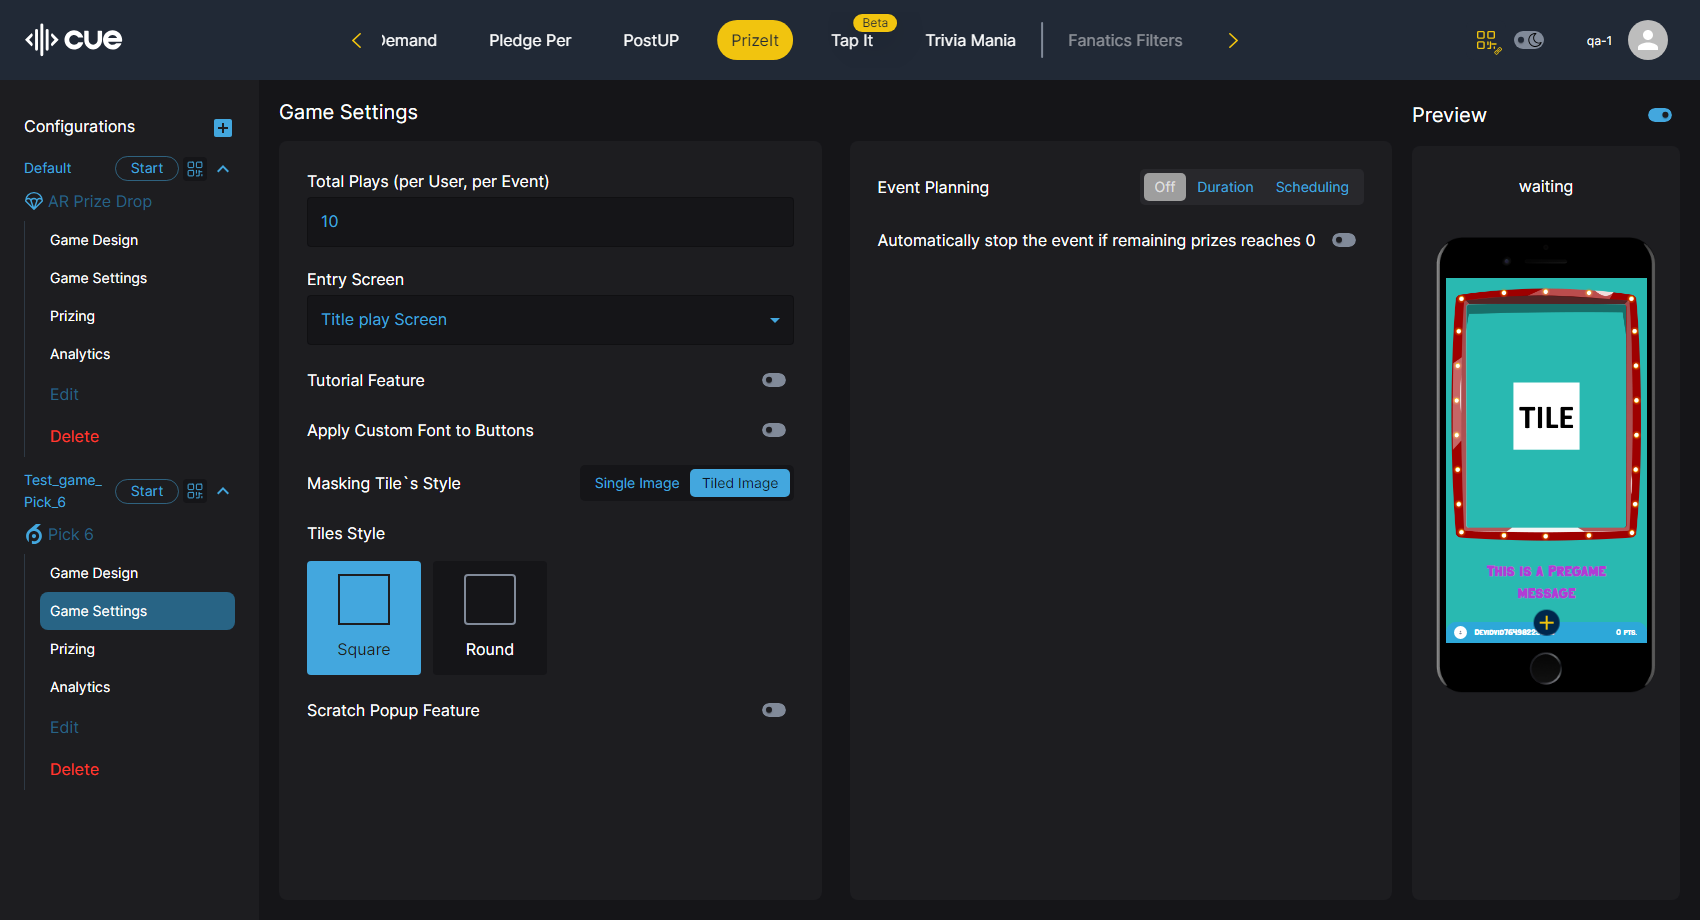 cue
Demand
Pledge Per
PostUP
PrizeIt
Beta
Tap It
Trivia Mania
Fanatics Filters
qa-1
Configurations
Default
Start
AR Prize Drop
Game Design
Game Settings
Prizing
Analytics
Edit
Delete
Test_game_
Pick_6
Start
Pick 6
Game Design
Game Settings
Prizing
Analytics
Edit
Delete
Game Settings
Total Plays (per User, per Event)
10
Entry Screen
Title play Screen
Tutorial Feature
Apply Custom Font to Buttons
Masking Tile`s Style
Single Image
Tiled Image
Tiles Style
Square
Round
Scratch Popup Feature
Event Planning
Off
Duration
Scheduling
Automatically stop the event if remaining prizes reaches 0
Preview
waiting
TILE
This is a Pregame
message
0 pts.